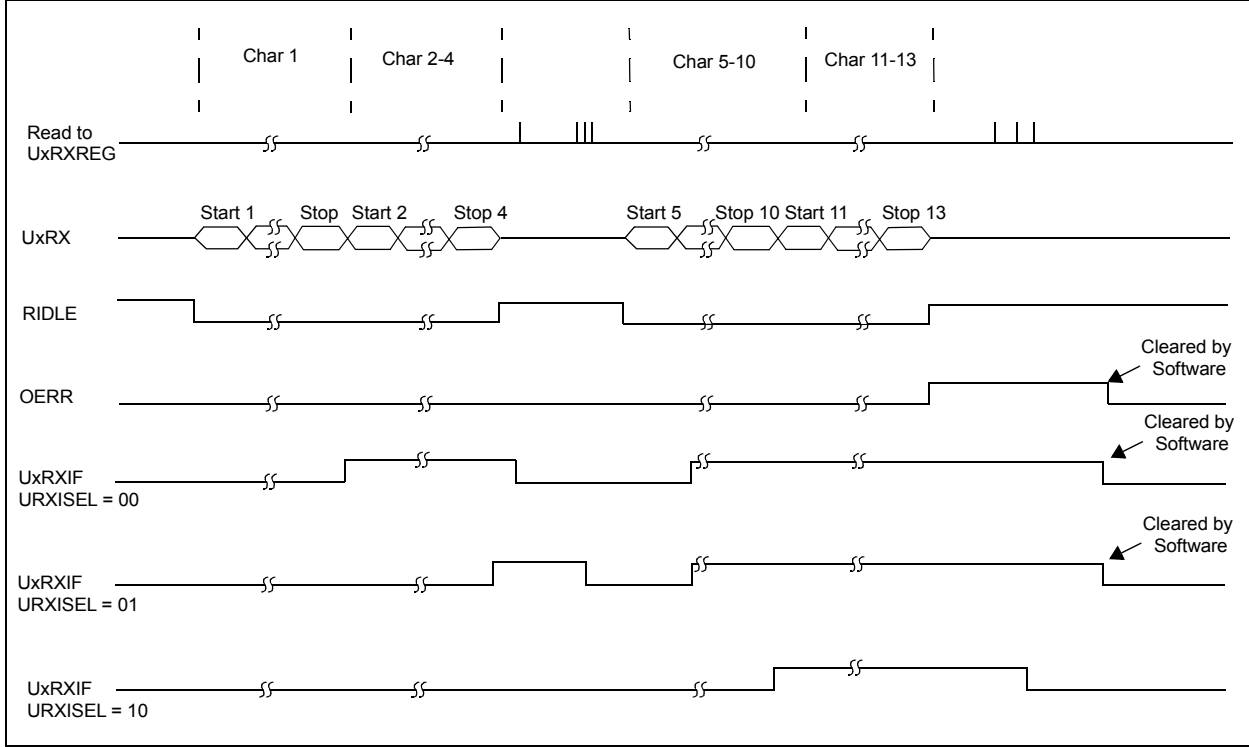 Char 1
Char 2-4
Char 5-10
Char 11-13
Read to
UxRXREG
Start 1
Stop
Start 2
Stop 4
Start 5
Stop 10
Start 11
Stop 13
UxRX
RIDLE
Cleared by
Software
OERR
Cleared by
Software
UxRXIF
URXISEL = 00
Cleared by
Software
UxRXIF
URXISEL = 01
UxRXIF
URXISEL = 10